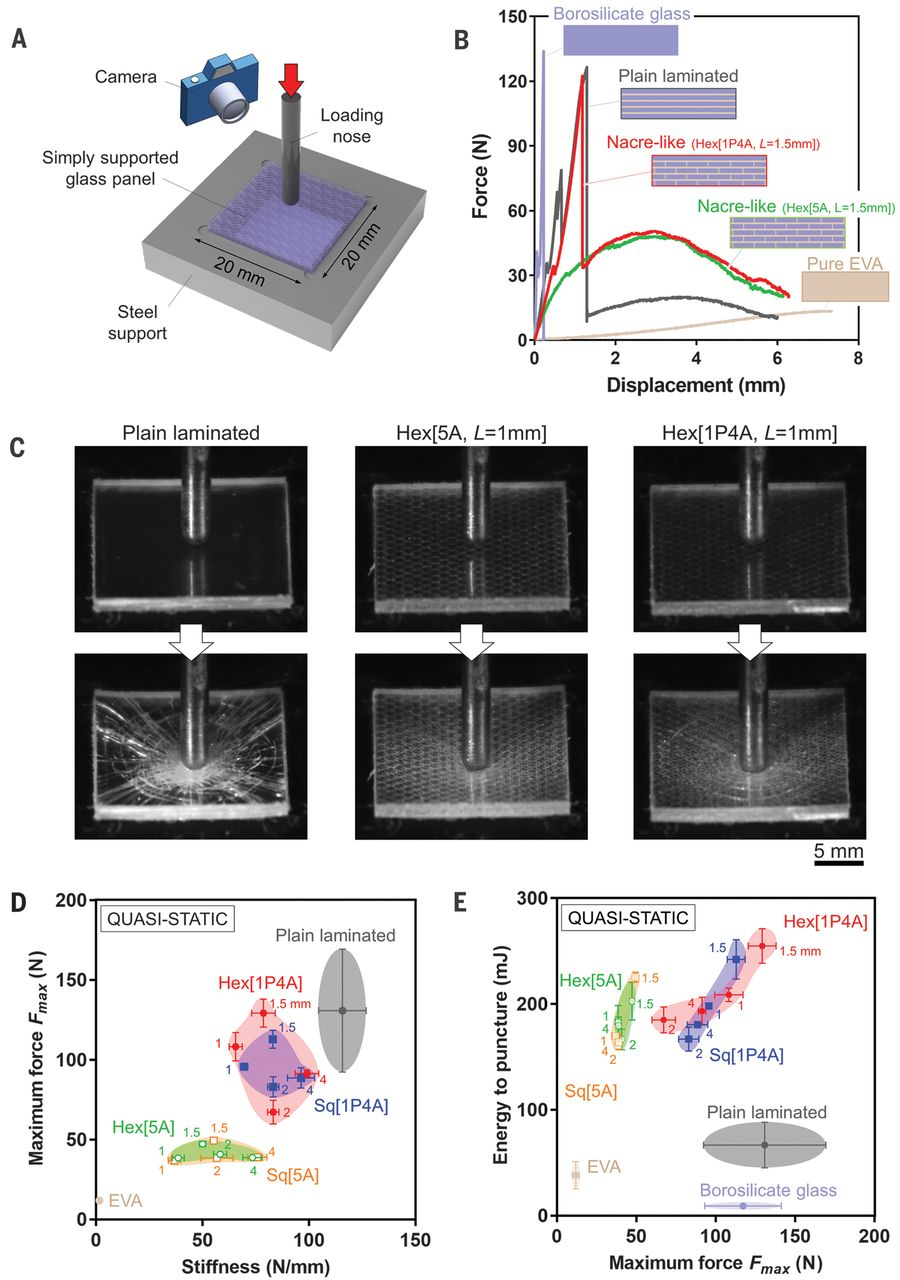 A
Camera
Loading
nose
Simply supported
glass panel
20 mm
20 mm
Steel
support
B
Borosilicate glass
Plain laminated
Nacre-like (Hex[1P4A, L=1.5mm])
Nacre-like (Hex[5A, L=1.5mm])
Pure EVA
150
120
90
60
30
0
Force (N)
0
2
4
6
8
Displacement (mm)
C
Plain laminated
Hex[5A, L=1mm]
Hex[1P4A, L=1mm]
5 mm
D
QUASI-STATIC
Plain laminated
Hex[1P4A]
1.5 mm
1
1.5
1
2
4
4
2
Sq[1P4A]
Hex[5A]
1.5
1.5
1
1
2
2
4
4
Sq[5A]
EVA
200
150
100
50
0
Maximum force Fmax (N)
0
50
100
150
Stiffness (N/mm)
E
QUASI-STATIC
Hex[1P4A]
1.5 mm
1.5
Hex[5A]
1.5
1.5
1
4
1
4
2
2
4
1
1
2
4
2
Sq[1P4A]
Sq[5A]
Plain laminated
EVA
Borosilicate glass
300
200
100
0
Energy to puncture (mJ)
0
50
100
150
200
Maximum force Fmax (N)